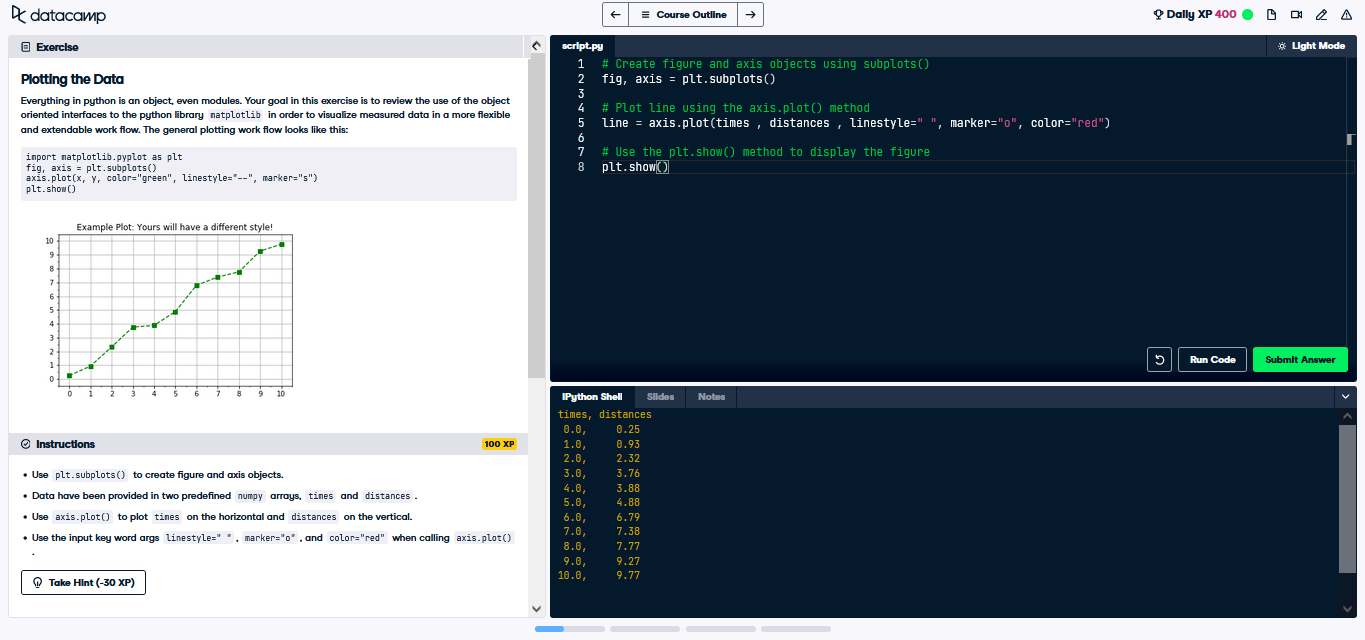 datacamp
Course Outline
Daily XP 400
Exercise
Plotting the Data
Everything in python is an object, even modules. Your goal in this exercise is to review the use of the object
oriented interfaces to the python library matplotlib in order to visualize measured data in a more flexible
and extendable work flow. The general plotting work flow looks like this:
import matplotlib.pyplot as plt
fig, axis = plt.subplots()
axis.plot(x, y, color="green", linestyle="--", marker="s")
plt.show()
Example Plot: Yours will have a different style!
10
9
8
7
6
5
4
3
2
1
0
0 1 2 3 4 5 6 7 8 9 10
Instructions
100 XP
• Use plt.subplots() to create figure and axis objects.
• Data have been provided in two predefined numpy arrays, times and distances .
• Use axis.plot() to plot times on the horizontal and distances on the vertical.
• Use the input key word args linestyle=" " , marker="o" , and color="red" when calling axis.plot()
.
Take Hint (-30 XP)
script.py
Light Mode
1 # Create figure and axis objects using subplots()
2 fig, axis = plt.subplots()
3
4 # Plot line using the axis.plot() method
5 line = axis.plot(times , distances , linestyle=" ", marker="o", color="red")
6
7 # Use the plt.show() method to display the figure
8 plt.show()
Run Code
Submit Answer
IPython Shell
Slides
Notes
times, distances
0.0, 0.25
1.0, 0.93
2.0, 2.32
3.0, 3.76
4.0, 3.88
5.0, 4.88
6.0, 6.79
7.0, 7.38
8.0, 7.77
9.0, 9.27
10.0, 9.77